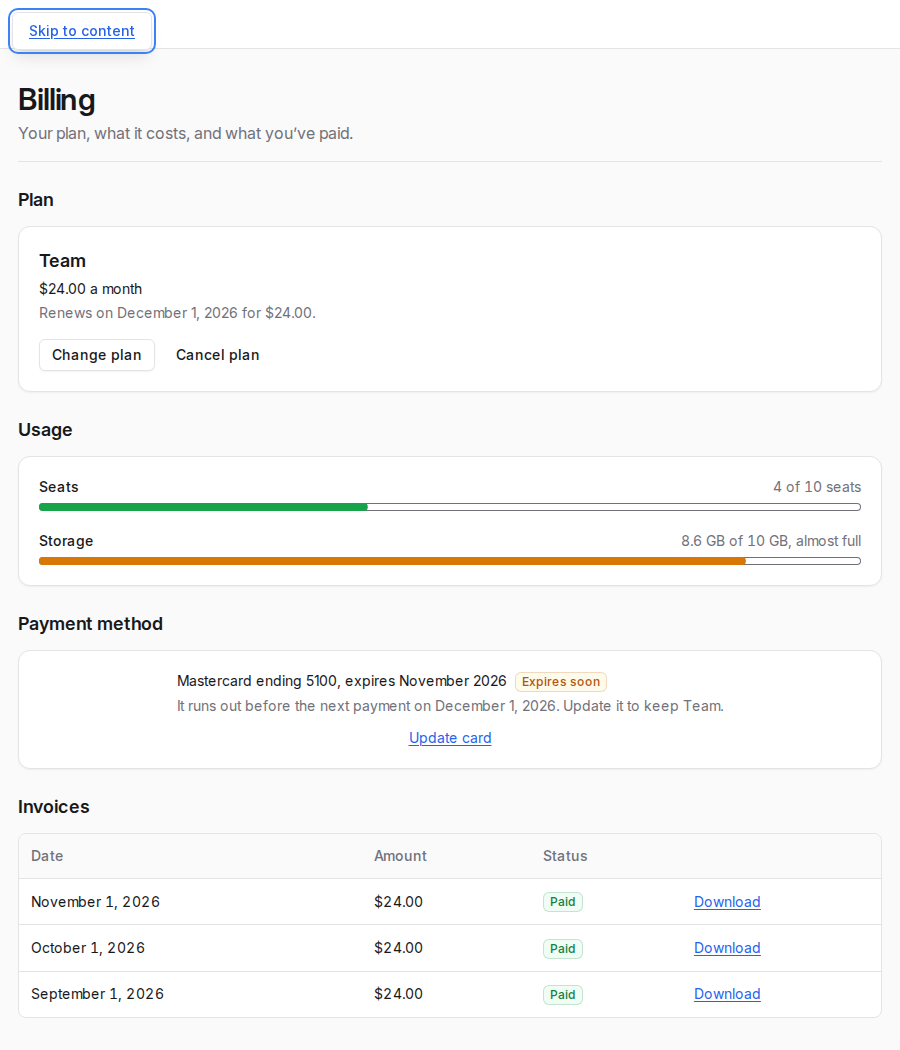 Skip to content
Billing
Your plan, what it costs, and what you’ve paid.
Plan
Team
$24.00 a month
Renews on December 1, 2026 for $24.00.
Change plan Cancel plan
Usage
Seats 4 of 10 seats
Storage 8.6 GB of 10 GB, almost full
Payment method
Mastercard ending 5100, expires November 2026 Expires soon
It runs out before the next payment on December 1, 2026. Update it to keep Team.
Update card
Invoices
Date Amount Status
November 1, 2026 $24.00 Paid Download
October 1, 2026 $24.00 Paid Download
September 1, 2026 $24.00 Paid Download